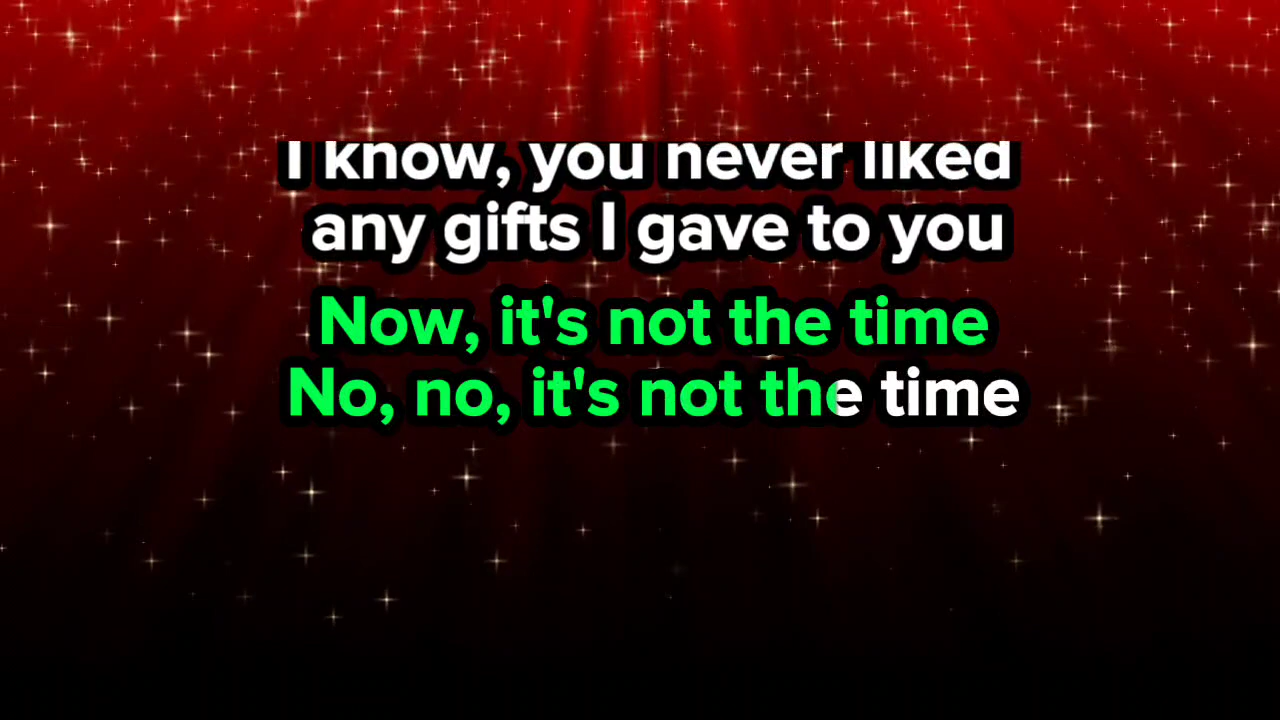 I know, you never liked
any gifts I gave to you
Now, it's not the time
No, no, it's not the time